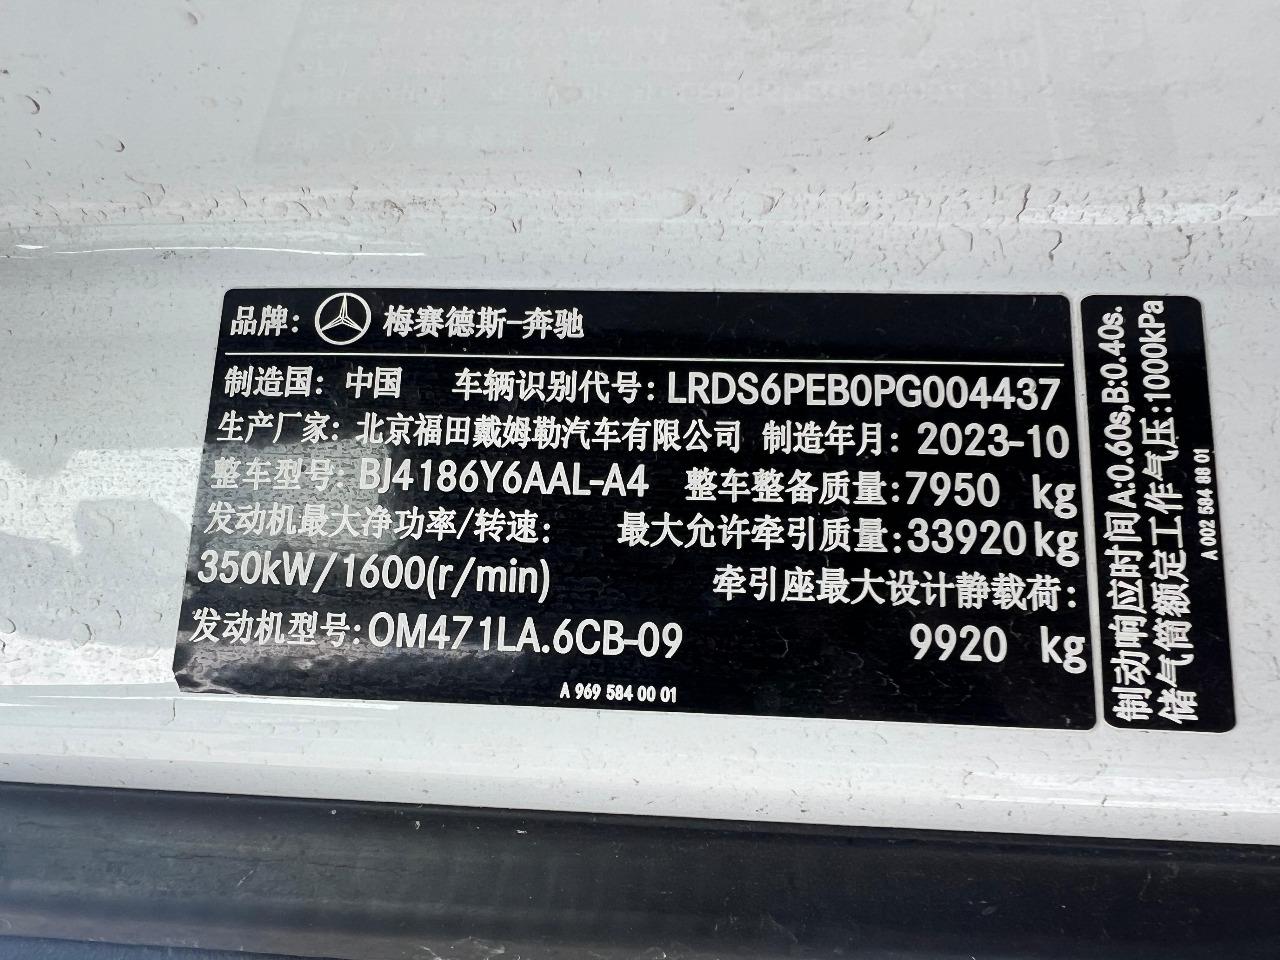 品牌: 梅赛德斯-奔驰
制造国: 中国 车辆识别代号: LRDS6PEB0PG004437
生产厂家: 北京福田戴姆勒汽车有限公司 制造年月: 2023-10
整车型号: BJ4186Y6AAL-A4 整车整备质量: 7950 kg
发动机最大净功率/转速: 最大允许牵引质量: 33920 kg
350kW/1600(r/min) 牵引座最大设计静载荷:
发动机型号: OM471LA.6CB-09 9920 kg
A 969 584 00 01
制动响应时间A:0.60s,B:0.40s.
储气筒额定工作气压:1000kPa
A 002 584 88 01